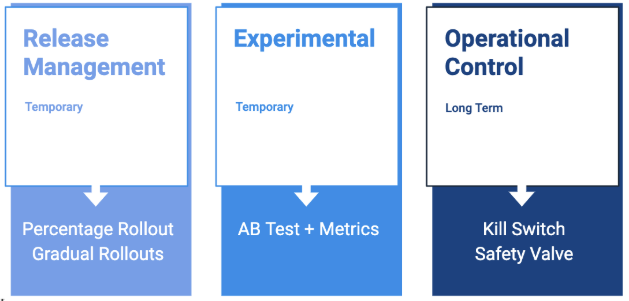 Release
Management
Temporary
Percentage Rollout
Gradual Rollouts
Experimental
Temporary
AB Test + Metrics
Operational
Control
Long Term
Kill Switch
Safety Valve